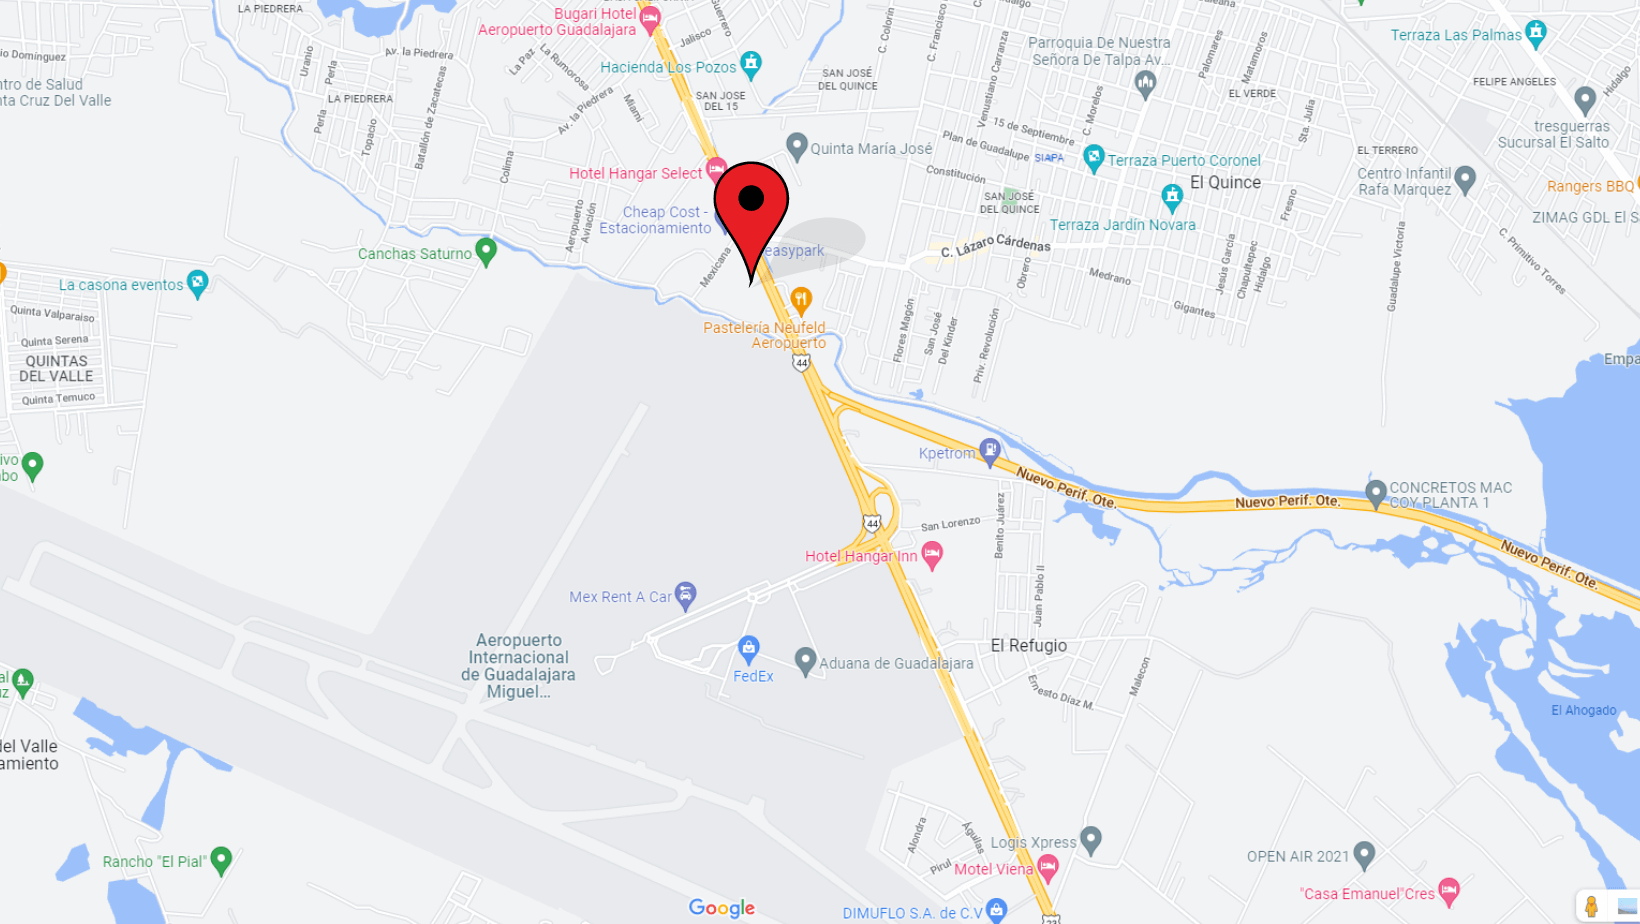 LA PIEDRERA
Bugari Hotel
Aeropuerto Guadalajara
Jalisco
Guerrero
C. Colorín
C. Francisco
Venustiano Carranza
Parroquia De Nuestra
Señora De Talpa Av...
Palomares
Matamoros
Terraza Las Palmas
Hidalgo
FELIPE ANGELES
Uranio
Perla
Av. la Piedrera
La Paz
La Rumorosa
Hacienda Los Pozos
SAN JOSÉ
DEL QUINCE
EL VERDE
io Dominguez
ntro de Salud
nta Cruz Del Valle
LA PIEDRERA
Perla
Topacio
Batallón de Zacatecas
Av. la Piedrera
Miami
SAN JOSE
DEL 15
C. Morelos
15 de Septiembre
Plan de Guadalupe
SIAPA
Sta. Julia
tresguerras
Sucursal El Salto
Colima
Quinta María José
Constitución
Terraza Puerto Coronel
EL TERRERO
Hotel Hangar Select
El Quince
Centro Infantil
Rafa Marquez
Rangers BBQ
SAN JOSÉ
DEL QUINCE
Aeropuerto
Aviación
Cheap Cost -
Estacionamiento
Terraza Jardín Novara
Fresno
ZIMAG GDL El S
Canchas Saturno
Mexicana
easypark
C. Lázaro Cárdenas
Obrero
Medrano
Jesús García
Chapultepec
Hidalgo
Guadalupe Victoria
C. Primitivo Torres
La casona eventos
Gigantes
Quinta Valparaiso
Quinta Serena
QUINTAS
DEL VALLE
Quinta Temuco
Pastelería Neufeld
Aeropuerto
Flores Magón
San José
Del Kinder
Priv. Revolución
44
Empa
ivo
bo
Kpetrom
Nuevo Perif. Ote.
Nuevo Perif. Ote.
CONCRETOS MAC
COY PLANTA 1
Nuevo Perif. Ote.
44
San Lorenzo
Benito Juárez
Hotel Hangar Inn
Juan Pablo II
Mex Rent A Car
Aeropuerto
Internacional
de Guadalajara
Miguel...
FedEx
Aduana de Guadalajara
El Refugio
Ernesto Díaz M.
Malecon
El Ahogado
al
uz
del Valle
amiento
Alondra
Águilas
Pirul
Logis Xpress
Motel Viena
OPEN AIR 2021
"Casa Emanuel"Cres
Rancho "El Pial"
Google
DIMUFLO S.A. de C.V
23